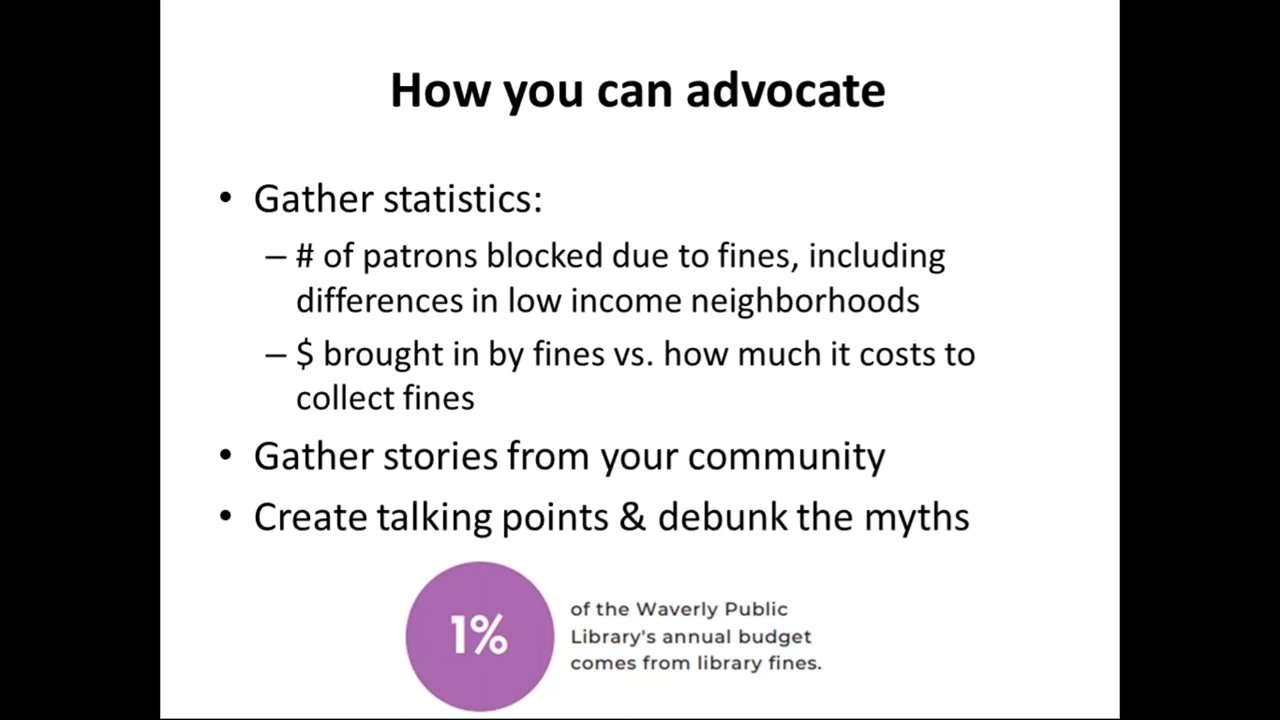 How you can advocate
• Gather statistics:
– # of patrons blocked due to fines, including
differences in low income neighborhoods
– $ brought in by fines vs. how much it costs to
collect fines
• Gather stories from your community
• Create talking points & debunk the myths
1%
of the Waverly Public
Library's annual budget
comes from library fines.